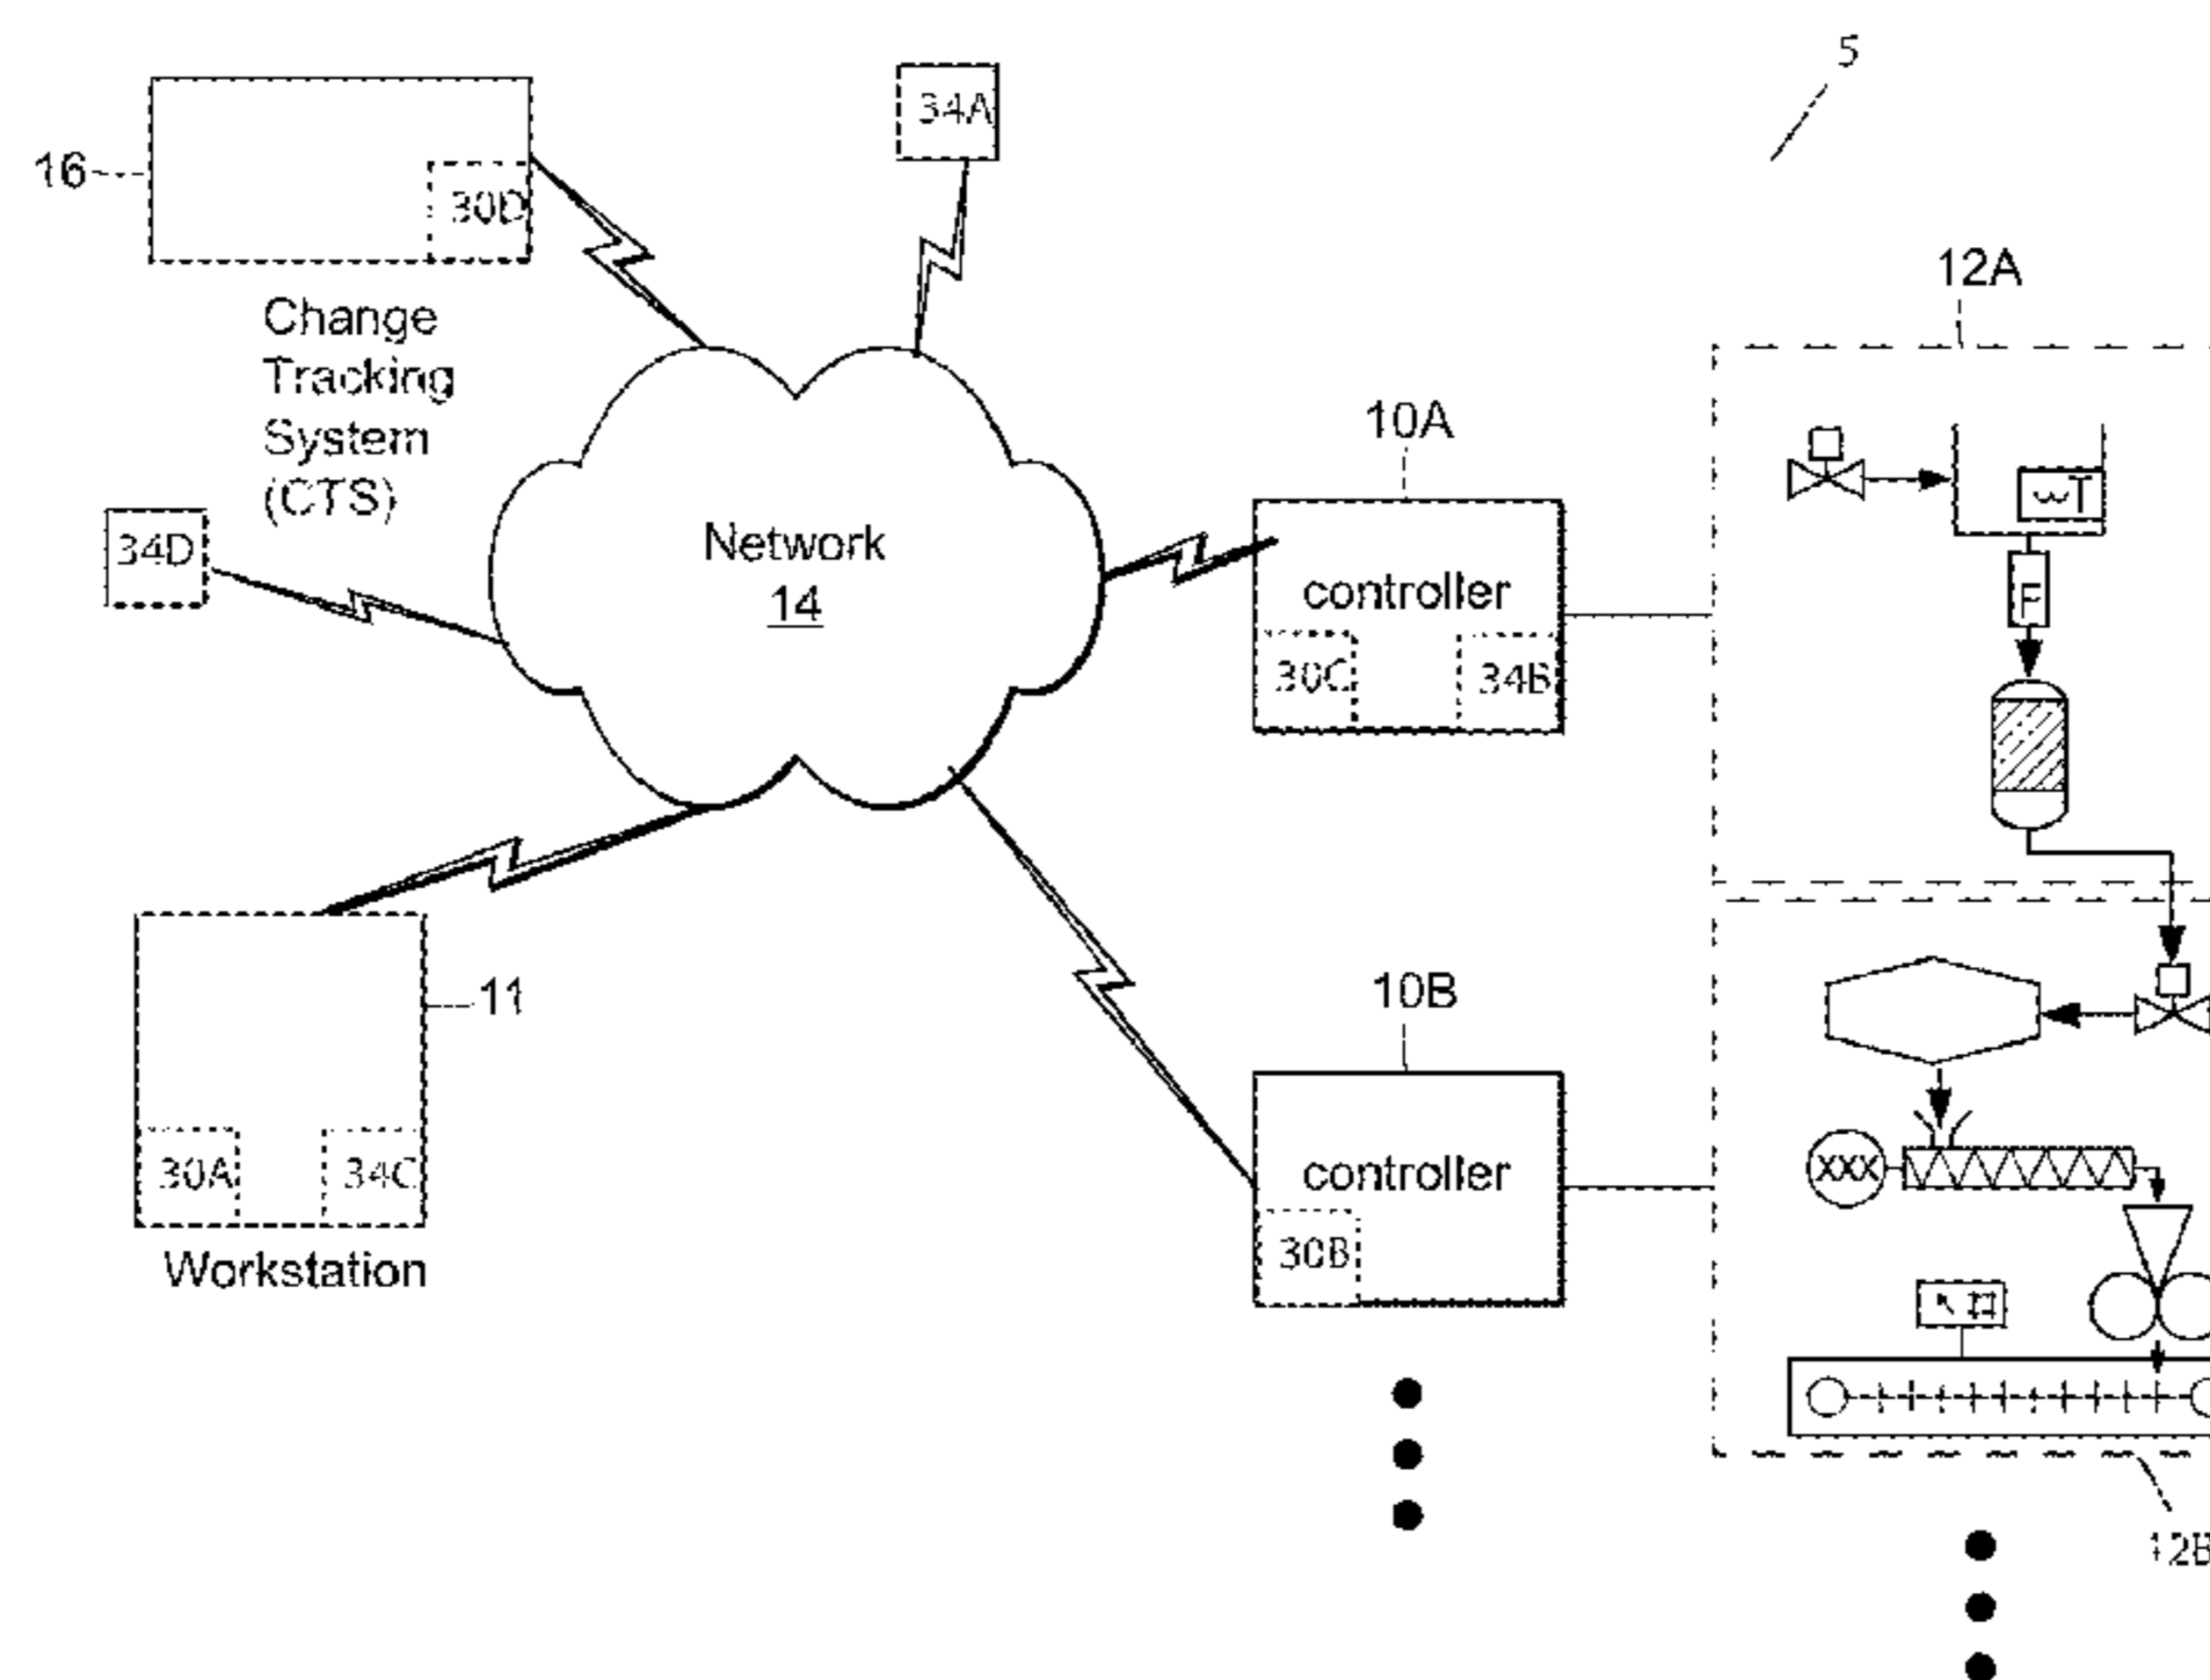 5
34A
16
30D
12A
Change
Tracking
System
(CTS)
10A
wT
34D
Network
14
controller
F
30C
34B
11
10B
30A
34C
controller
XXX
Workstation
30B
12B